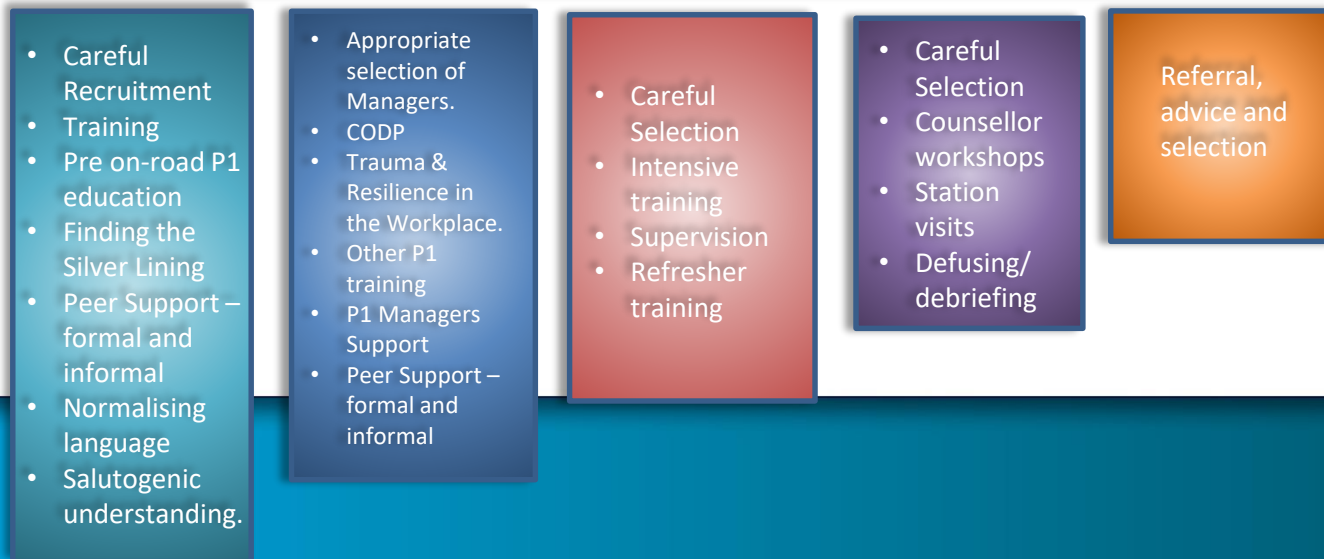 • Careful
Recruitment
• Training
• Pre on-road P1
education
• Finding the
Silver Lining
• Peer Support –
formal and
informal
• Normalising
language
• Salutogenic
understanding.
• Appropriate
selection of
Managers.
• CODP
• Trauma &
Resilience in
the Workplace.
• Other P1
training
• P1 Managers
Support
• Peer Support –
formal and
informal
• Careful
Selection
• Intensive
training
• Supervision
• Refresher
training
• Careful
Selection
• Counsellor
workshops
• Station
visits
• Defusing/
debriefing
Referral,
advice and
selection